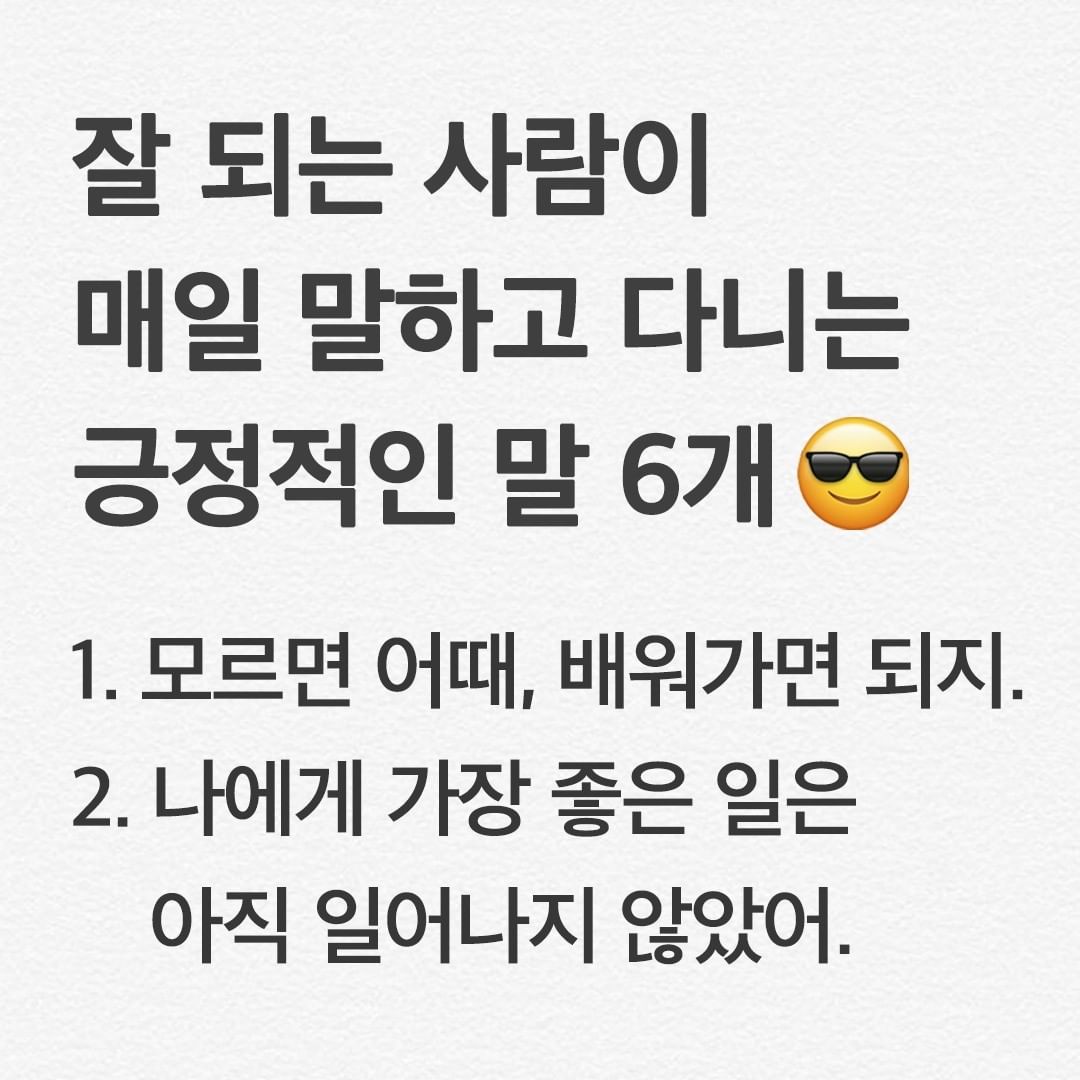 잘 되는 사람이
매일 말하고 다니는
긍정적인 말 6개😎
1. 모르면 어때, 배워가면 되지.
2. 나에게 가장 좋은 일은
아직 일어나지 않았어.